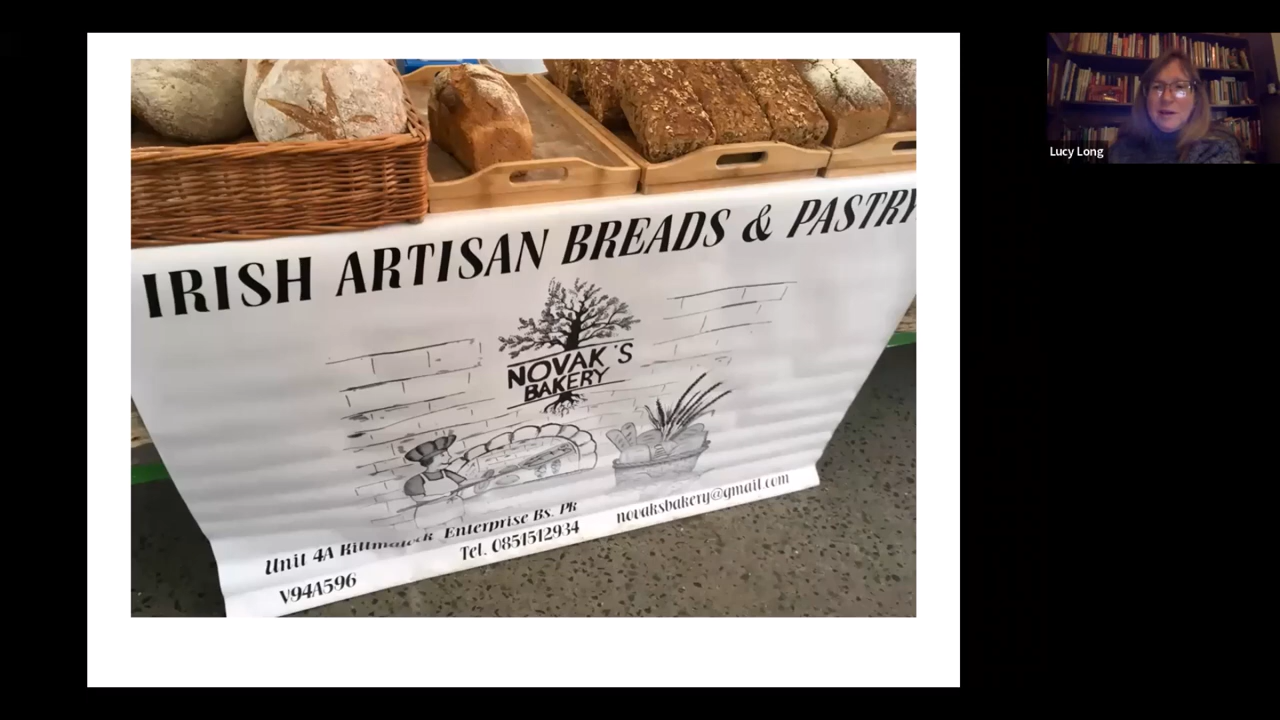 IRISH ARTISAN BREADS & PASTRY
NOVAK'S
BAKERY
Unit 4A Killmalock Enterprise Bs. Pk
V94A596
Tel. 0851512934
novaksbakery@gmail.com
Lucy Long